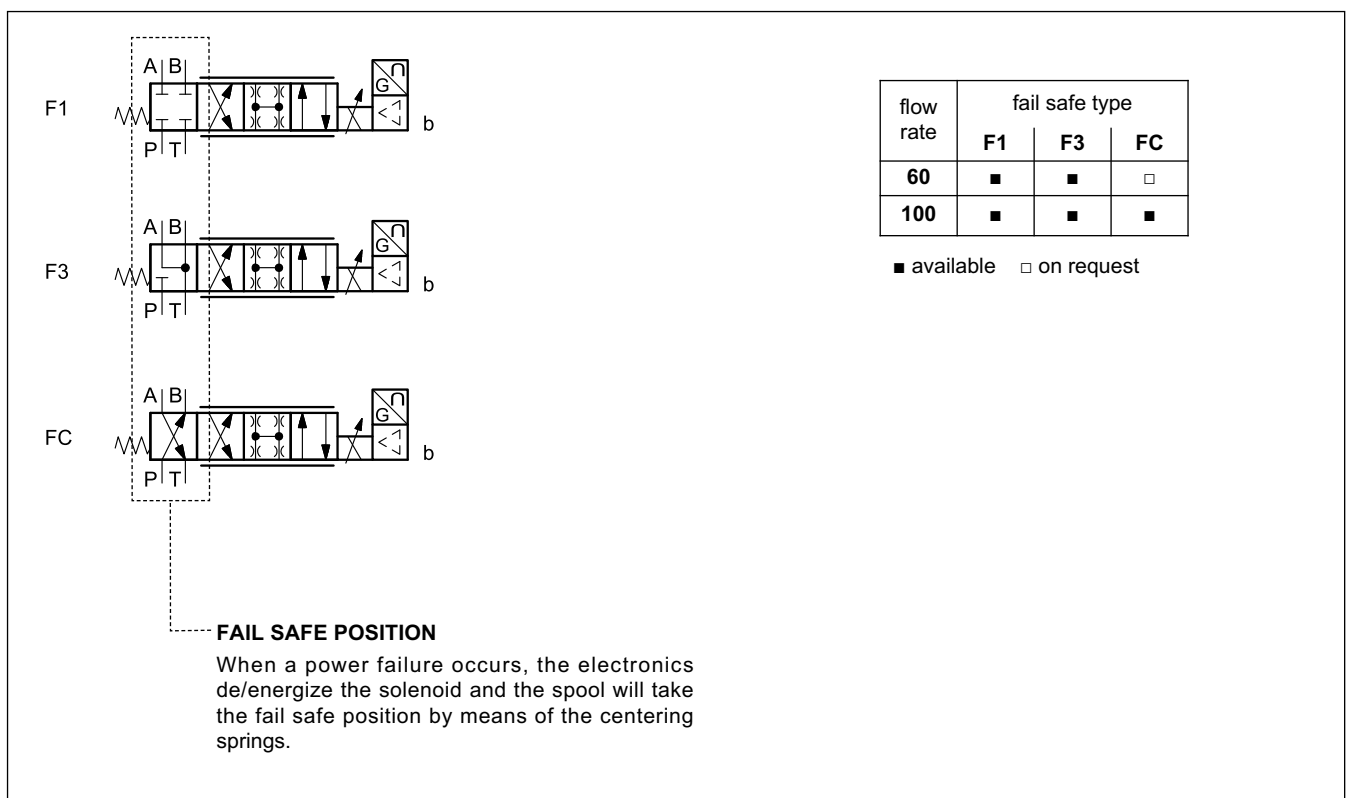 A B
G
F1
b
P T
A B
G
F3
b
P T
A B
G
FC
b
P T
FAIL SAFE POSITION
When a power failure occurs, the electronics
de/energize the solenoid and the spool will take
the fail safe position by means of the centering
springs.
flow rate fail safe type
F1 F3 FC
60 ■ ■ □
100 ■ ■ ■
■ available □ on request